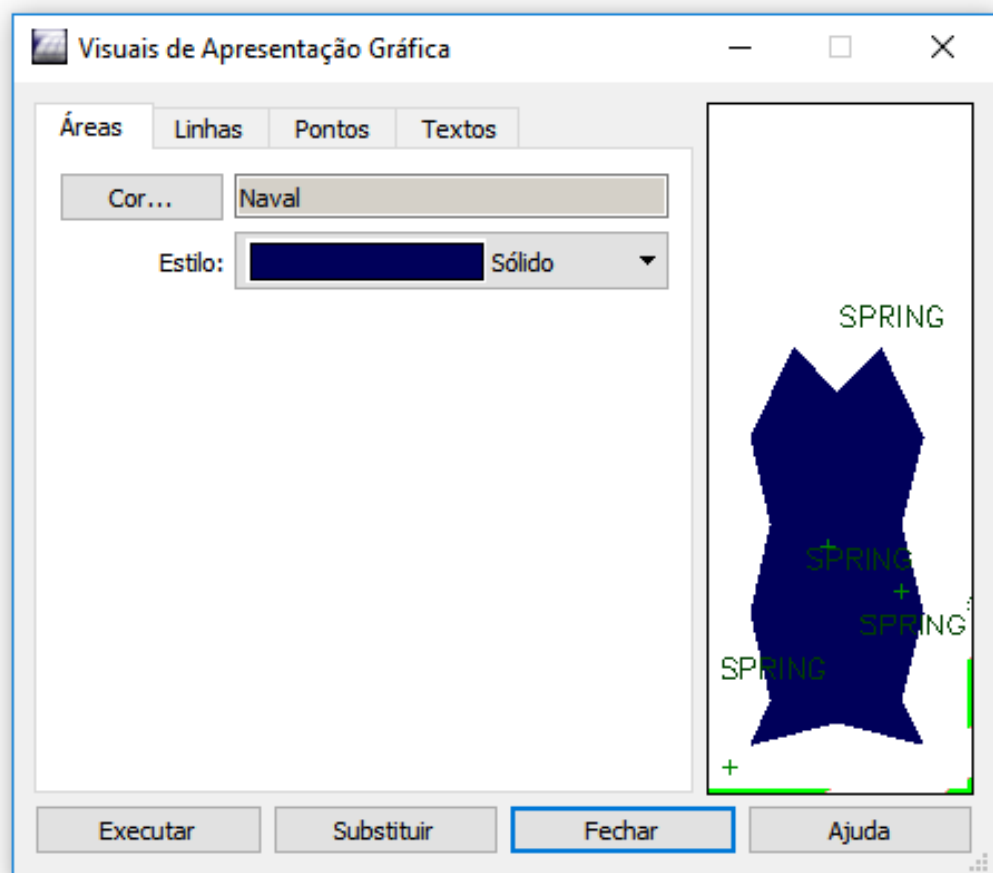 Visuais de Apresentação Gráfica
Áreas Linhas Pontos Textos
Cor... Naval
Estilo: Sólido
SPRING
SPRING
SPRING
SPRING
Executar Substituir Fechar Ajuda